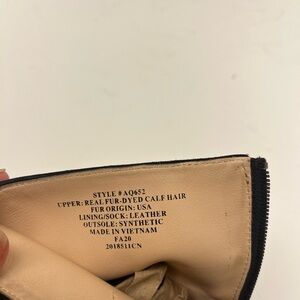 STYLE # AQ652
UPPER: REAL FUR-DYED CALF HAIR
FUR ORIGIN: USA
LINING/SOCK: LEATHER
OUTSOLE: SYNTHETIC
MADE IN VIETNAM
FA20
2018511CN